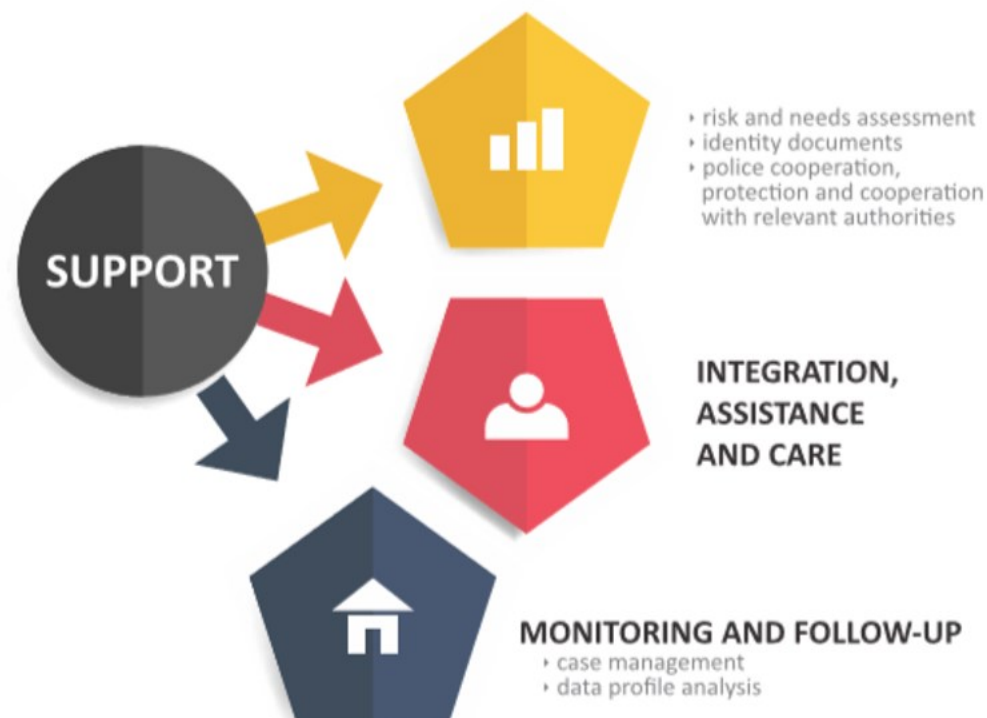 SUPPORT
‣ risk and needs assessment
‣ identity documents
‣ police cooperation,
protection and cooperation
with relevant authorities
INTEGRATION,
ASSISTANCE
AND CARE
MONITORING AND FOLLOW-UP
‣ case management
‣ data profile analysis